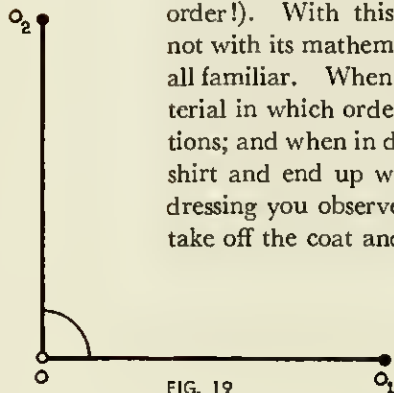 order!). With this
not with its mathem
all familiar. When
terial in which orde
tions; and when in d
shirt and end up w
dressing you observe
take off the coat and
O₂
O
O₁
FIG. 19